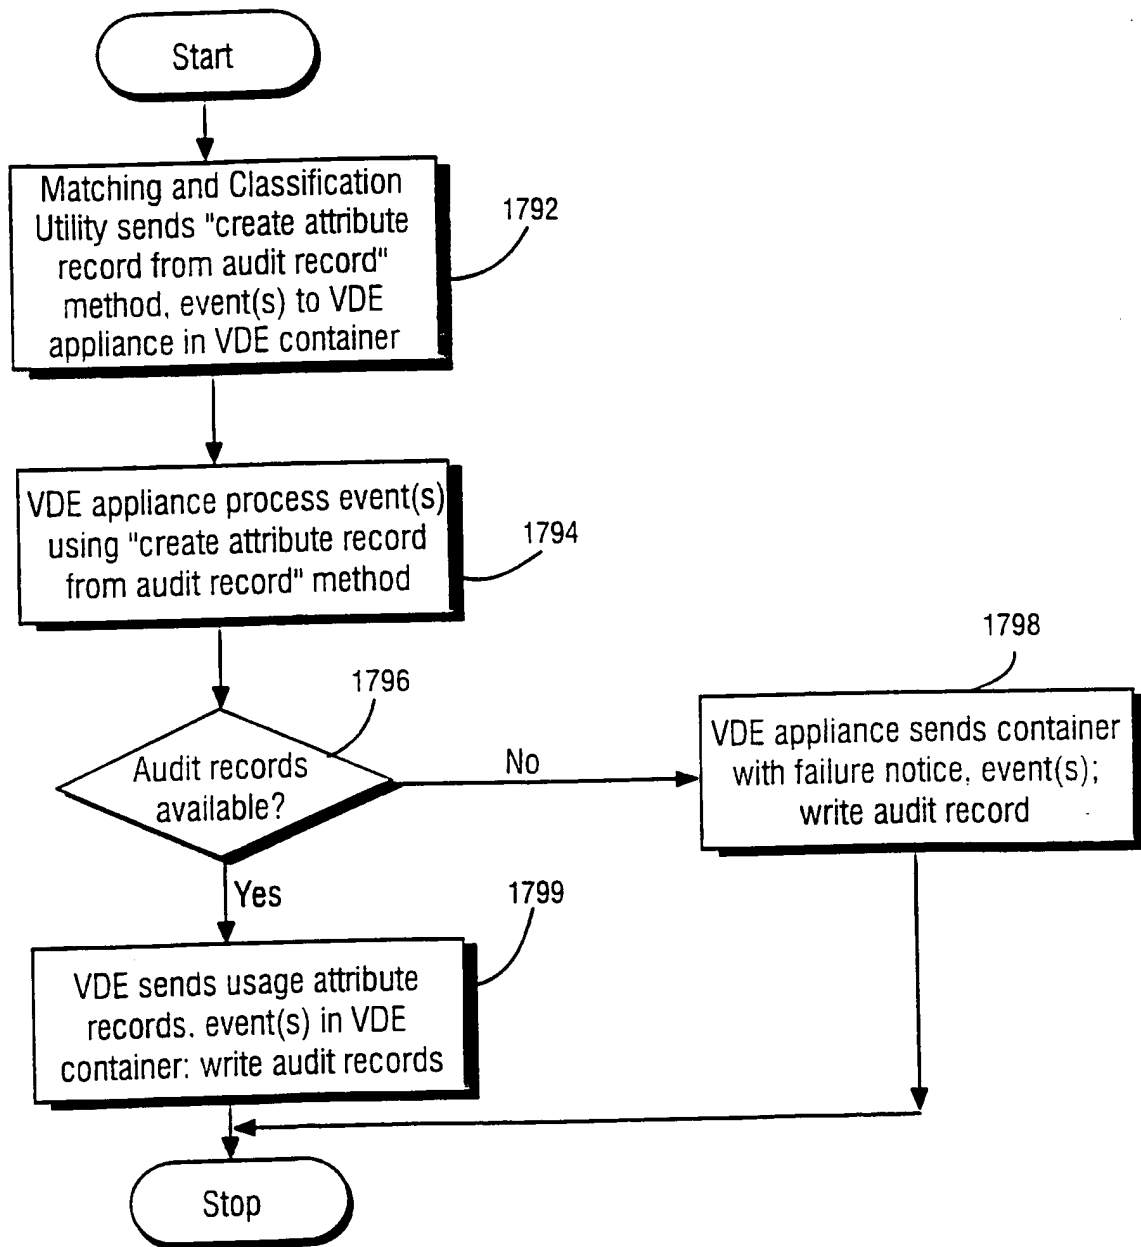 Start
Matching and Classification
Utility sends "create attribute
record from audit record"
method, event(s) to VDE
appliance in VDE container
1792
VDE appliance process event(s)
using "create attribute record
from audit record" method
1794
1796
Audit records
available?
No
1798
VDE appliance sends container
with failure notice, event(s);
write audit record
Yes
1799
VDE sends usage attribute
records, event(s) in VDE
container: write audit records
Stop